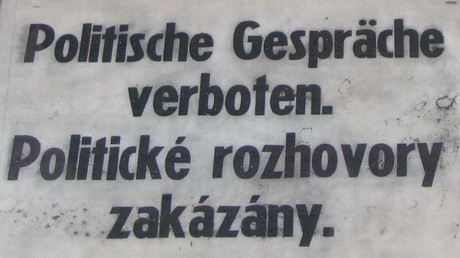 Politische Gespräche
verboten.
Politické rozhovory
zakázány.